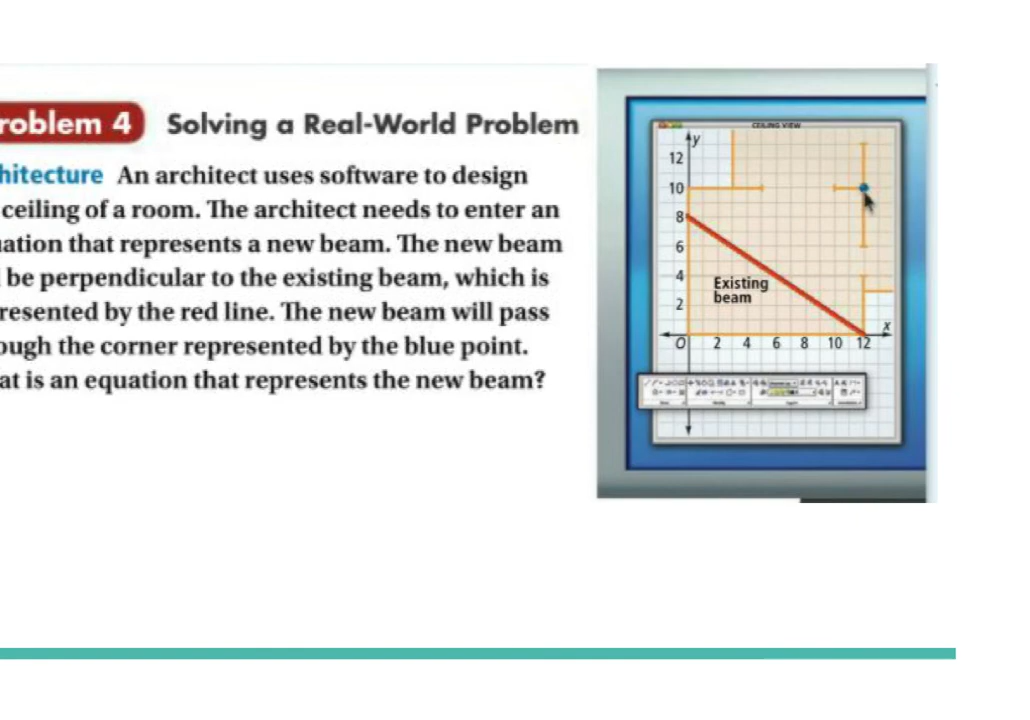 roblem 4 Solving a Real-World Problem
hitecture An architect uses software to design
ceiling of a room. The architect needs to enter an
uation that represents a new beam. The new beam
l be perpendicular to the existing beam, which is
resented by the red line. The new beam will pass
ough the corner represented by the blue point.
at is an equation that represents the new beam?
CEILING VIEW
y
12
10
8
6
4
2
Existing
beam
x
O 2 4 6 8 10 12